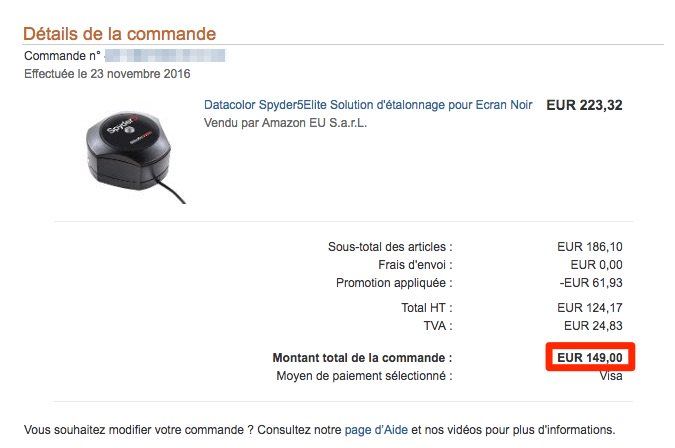 Détails de la commande
Commande n°
Effectuée le 23 novembre 2016
Datacolor Spyder5Elite Solution d'étalonnage pour Ecran Noir EUR 223,32
Vendu par Amazon EU S.a.r.L.
Spyder5
Sous-total des articles : EUR 186,10
Frais d'envoi : EUR 0,00
Promotion appliquée : -EUR 61,93
Total HT : EUR 124,17
TVA : EUR 24,83
Montant total de la commande : EUR 149,00
Moyen de paiement sélectionné : Visa
Vous souhaitez modifier votre commande ? Consultez notre page d'Aide et nos vidéos pour plus d'informations.